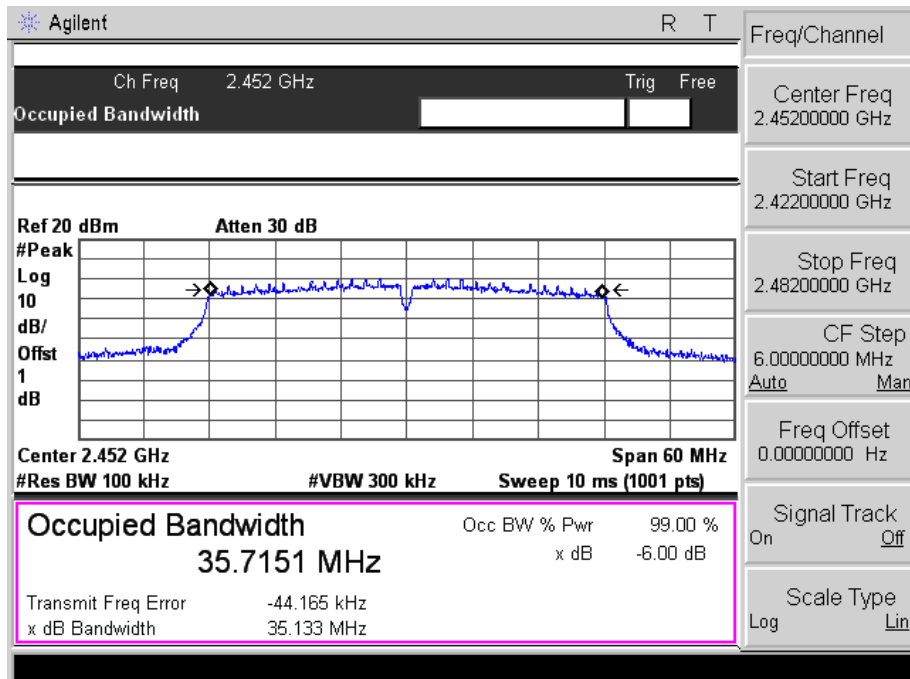 Agilent R T
Ch Freq 2.452 GHz Trig Free
Occupied Bandwidth
Ref 20 dBm Atten 30 dB
#Peak
Log
10
dB/
Offst
1
dB
Center 2.452 GHz Span 60 MHz
#Res BW 100 kHz #VBW 300 kHz Sweep 10 ms (1001 pts)
Occupied Bandwidth Occ BW % Pwr 99.00 %
35.7151 MHz x dB -6.00 dB
Transmit Freq Error -44.165 kHz
x dB Bandwidth 35.133 MHz
Freq/Channel
Center Freq
2.45200000 GHz
Start Freq
2.42200000 GHz
Stop Freq
2.48200000 GHz
CF Step
6.00000000 MHz
Auto Man
Freq Offset
0.00000000 Hz
Signal Track
On Off
Scale Type
Log Lin